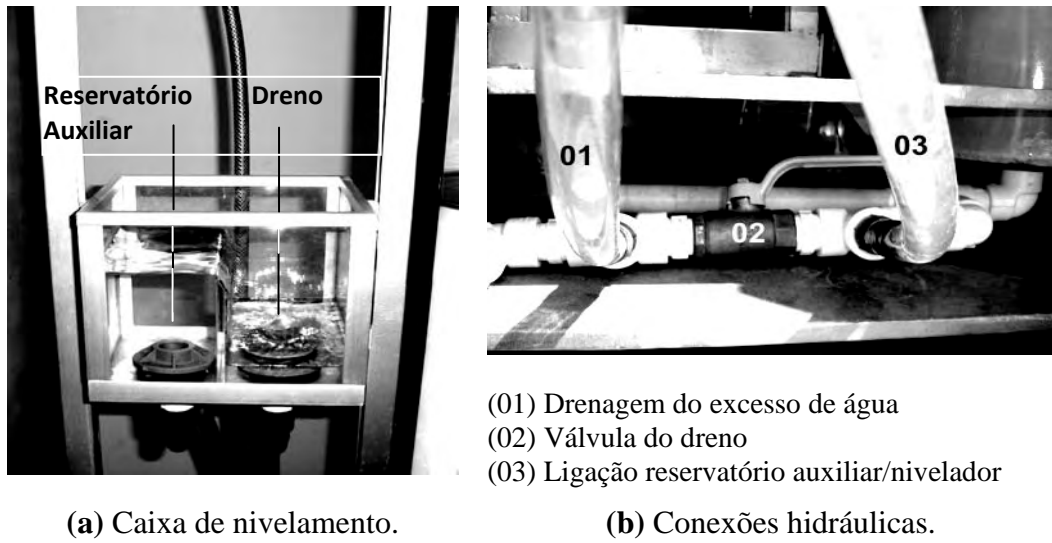 Reservatório Dreno
Auxiliar
01
02
03
(01) Drenagem do excesso de água
(02) Válvula do dreno
(03) Ligação reservatório auxiliar/nivelador
(a) Caixa de nivelamento.
(b) Conexões hidráulicas.